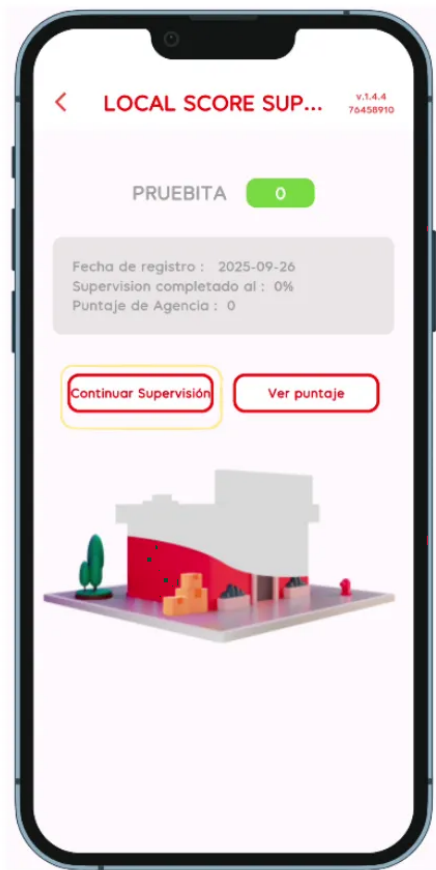 LOCAL SCORE SUP...
v.1.4.4
76458910
PRUEBITA 0
Fecha de registro : 2025-09-26
Supervision completado al : 0%
Puntaje de Agencia : 0
Continuar Supervisión
Ver puntaje